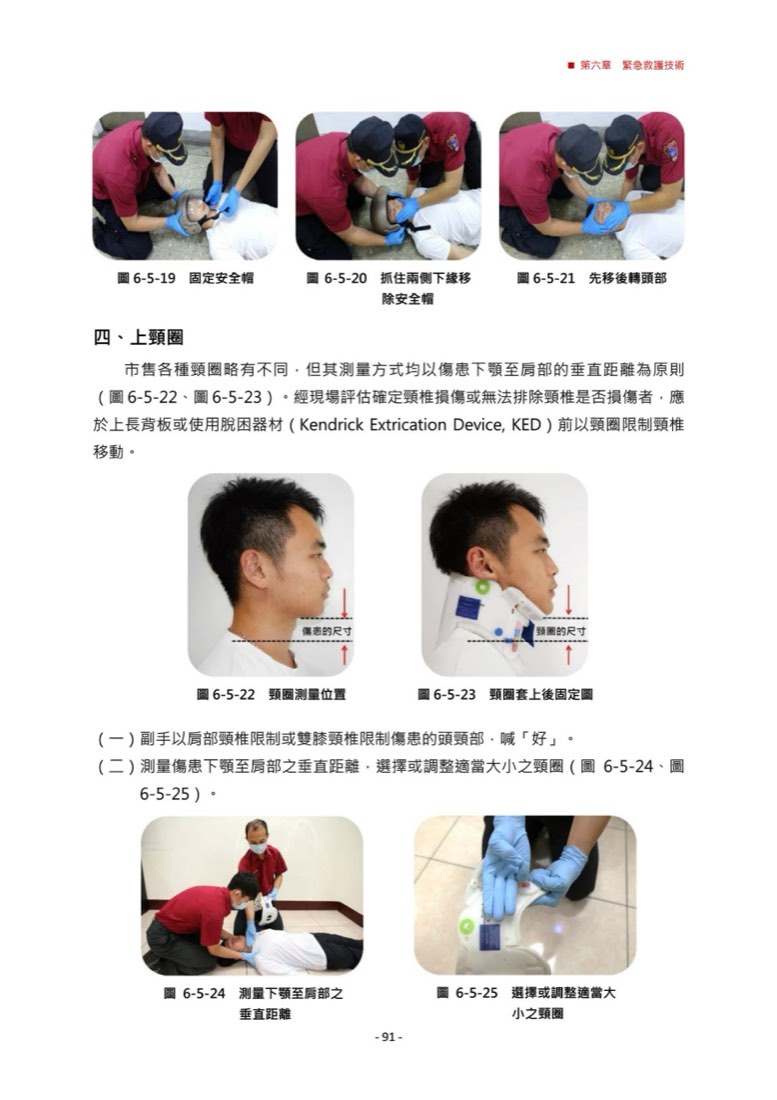 ■ 第六章 緊急救護技術
圖 6-5-19 固定安全帽
圖 6-5-20 抓住兩側下緣移
除安全帽
圖 6-5-21 先移後轉頭部
四、上頸圈
市售各種頸圈略有不同，但其測量方式均以傷患下顎至肩部的垂直距離為原則
（圖 6-5-22、圖 6-5-23）。經現場評估確定頸椎損傷或無法排除頸椎是否損傷者，應
於上長背板或使用脫困器材（Kendrick Extrication Device, KED）前以頸圈限制頸椎
移動。
傷患的尺寸
頸圈的尺寸
圖 6-5-22 頸圈測量位置
圖 6-5-23 頸圈套上後固定圖
（一）副手以肩部頸椎限制或雙膝頸椎限制傷患的頭頸部，喊「好」。
（二）測量傷患下顎至肩部之垂直距離，選擇或調整適當大小之頸圈（圖 6-5-24、圖
6-5-25）。
圖 6-5-24 測量下顎至肩部之
垂直距離
圖 6-5-25 選擇或調整適當大
小之頸圈
- 91 -